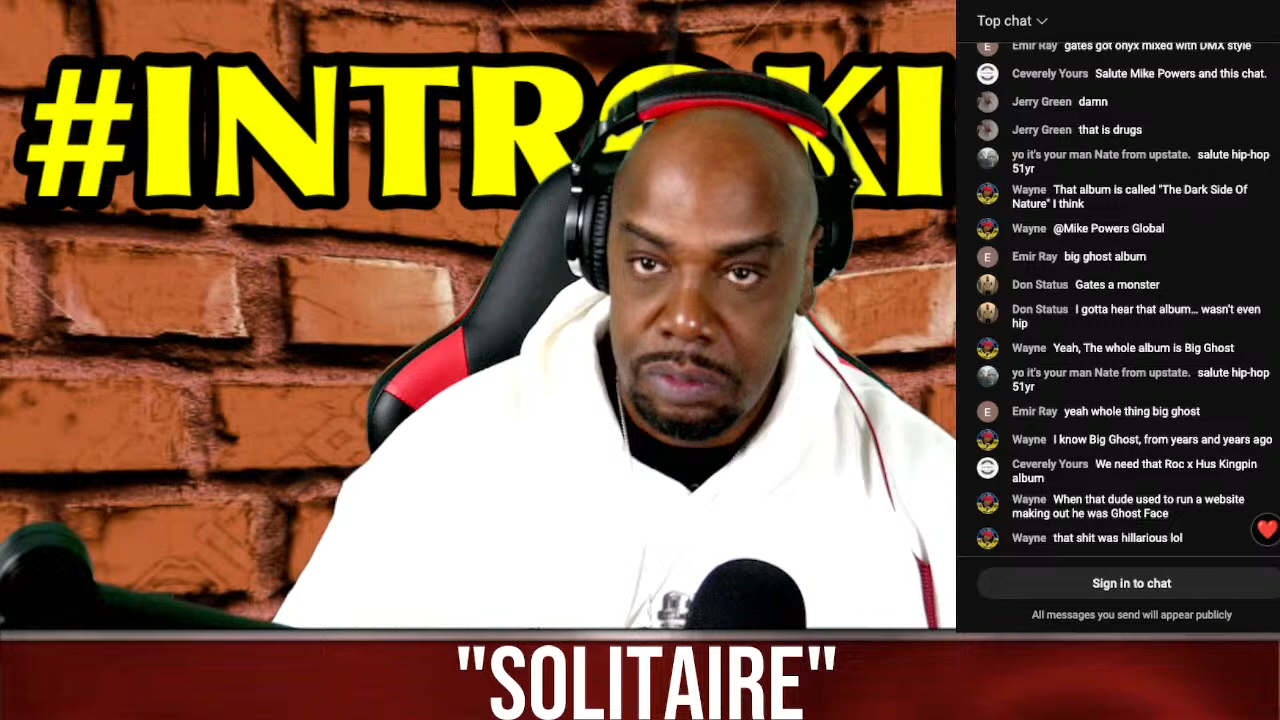 #INTRO KI
Top chat
Emir Ray gates got onyx mixed with DMX style
Ceverely Yours Salute Mike Powers and this chat.
Jerry Green damn
Jerry Green that is drugs
yo it's your man Nate from upstate. salute hip-hop
51yr
Wayne That album is called "The Dark Side Of
Nature" I think
Wayne @Mike Powers Global
Emir Ray big ghost album
Don Status Gates a monster
Don Status I gotta hear that album... wasn't even
hip
Wayne Yeah, The whole album is Big Ghost
yo it's your man Nate from upstate. salute hip-hop
51yr
Emir Ray yeah whole thing big ghost
Wayne I know Big Ghost, from years and years ago
Ceverely Yours We need that Roc x Hus Kingpin
album
Wayne When that dude used to run a website
making out he was Ghost Face
Wayne that shit was hillarious lol
Sign in to chat
All messages you send will appear publicly
"SOLITAIRE"